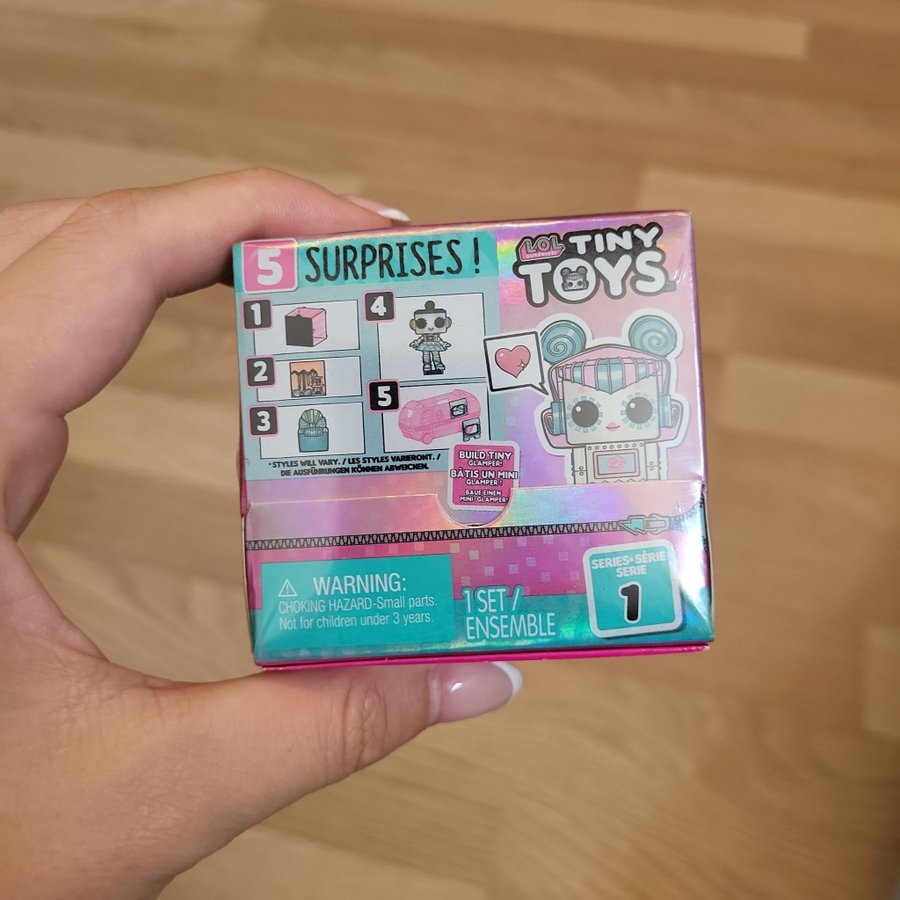 5 SURPRISES!
LOL
SURPRISE!
TINY
TOYS
1
2
3
4
5
*STYLES WILL VARY. / LES STYLES VARIERONT. /
DIE AUSFÜHRUNGEN KÖNNEN ABWEICHEN.
BUILD TINY
GLAMPER!
BÂTIS UN MINI
GLAMPER!
BAUE EINEN
MINI-GLAMPER!
WARNING:
CHOKING HAZARD-Small parts.
Not for children under 3 years.
1 SET /
ENSEMBLE
SERIES • SÉRIE
SERIE
1